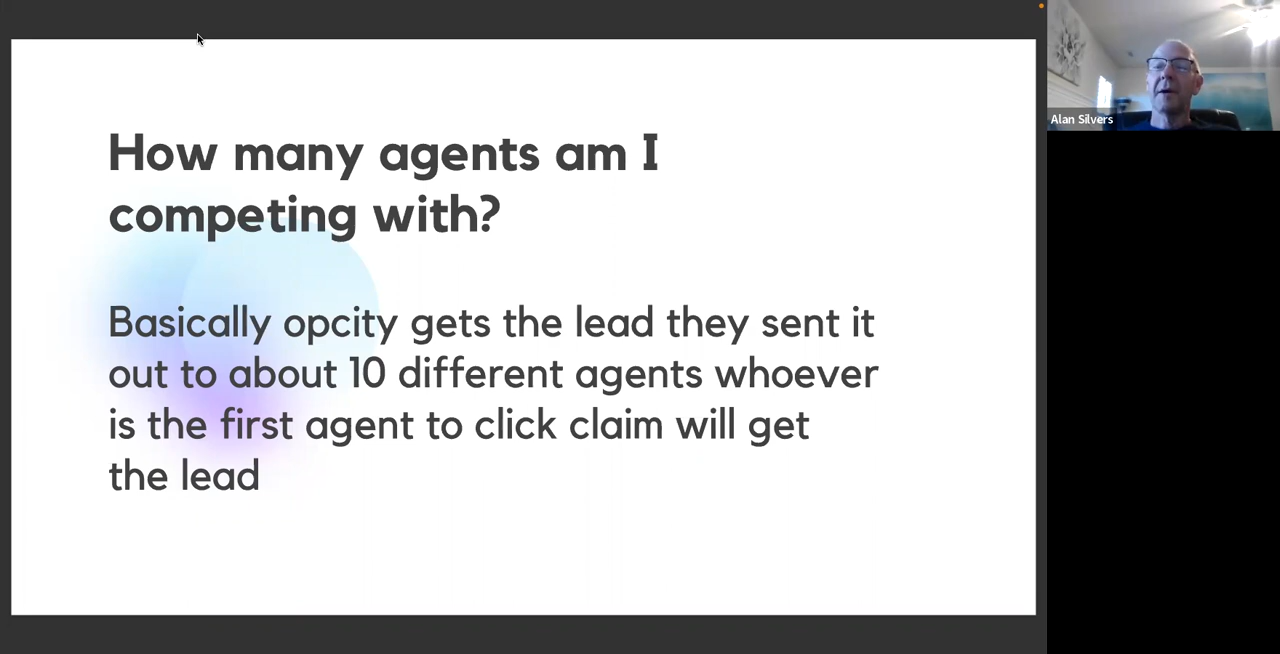 How many agents am I
competing with?
Basically opcity gets the lead they sent it
out to about 10 different agents whoever
is the first agent to click claim will get
the lead
Alan Silvers